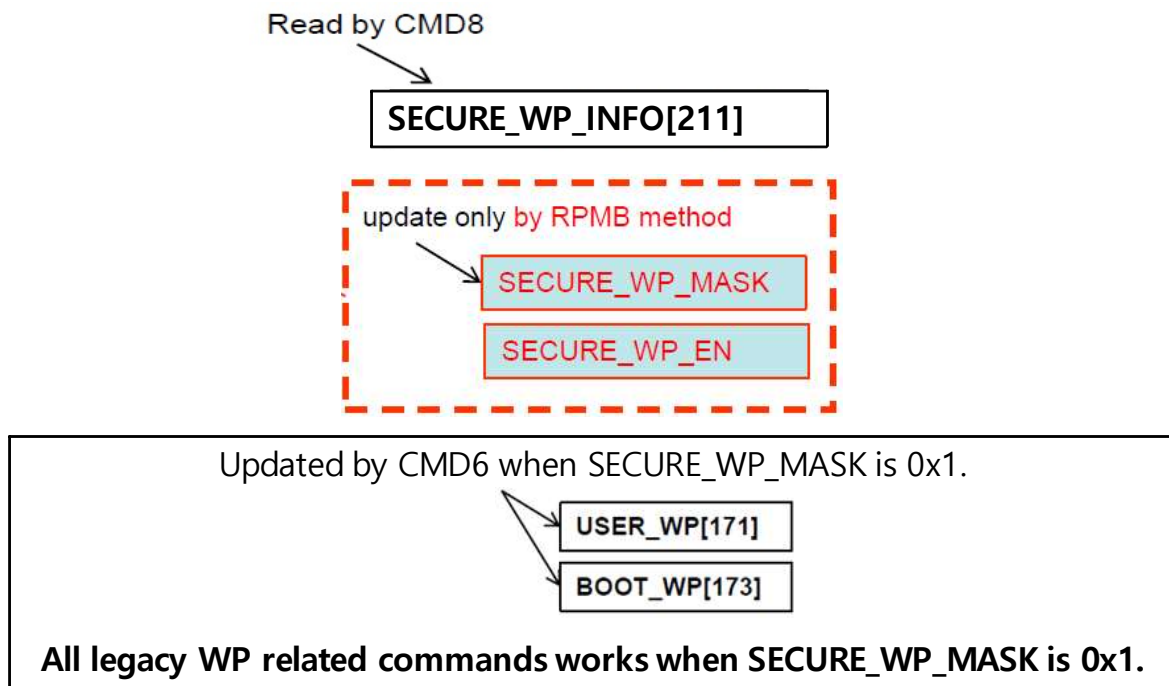 Read by CMD8
SECURE_WP_INFO[211]
update only by RPMB method
SECURE_WP_MASK
SECURE_WP_EN
Updated by CMD6 when SECURE_WP_MASK is 0x1.
USER_WP[171]
BOOT_WP[173]
All legacy WP related commands works when SECURE_WP_MASK is 0x1.